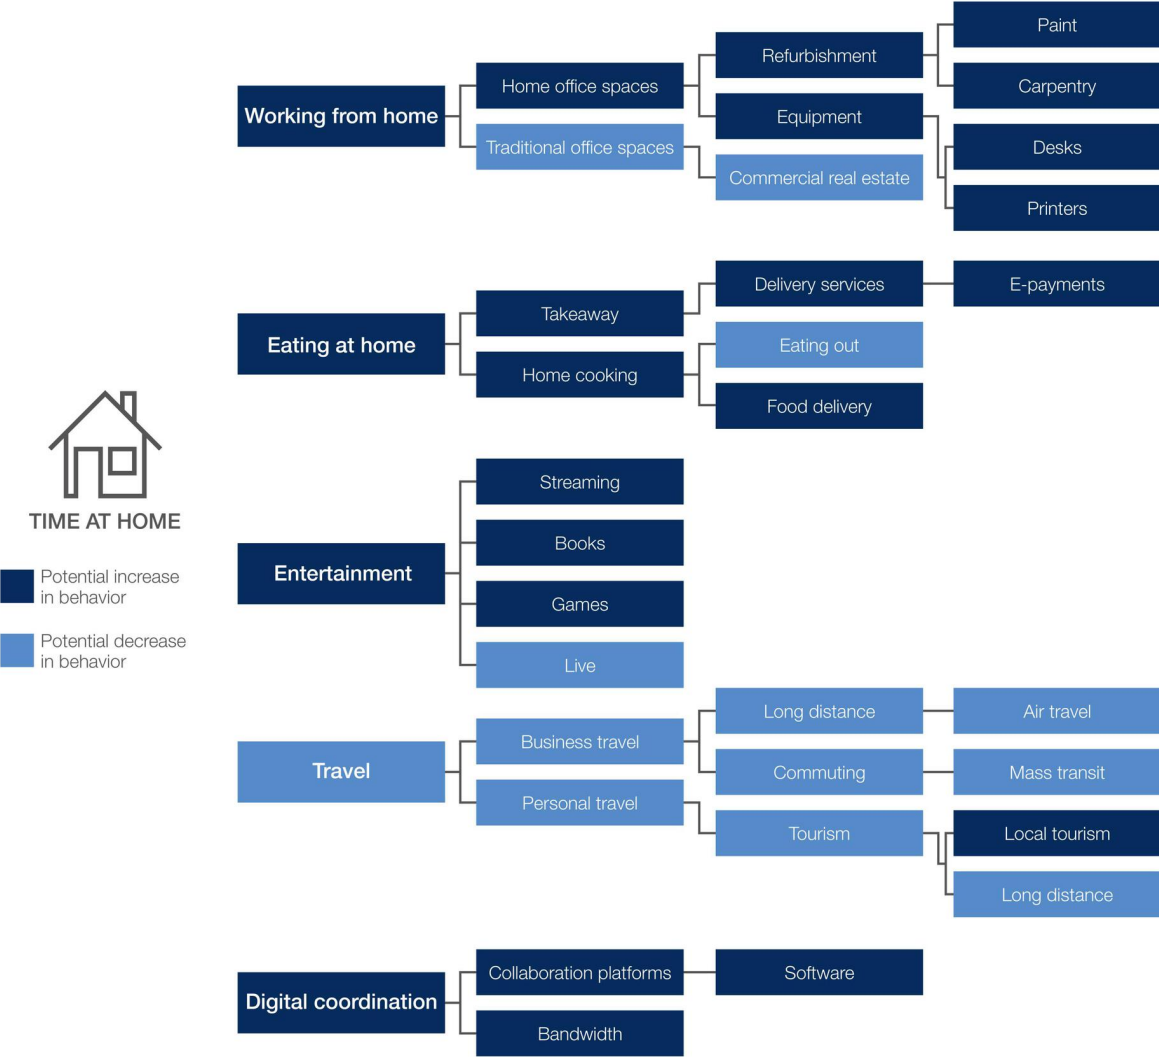 Paint
Refurbishment
Home office spaces
Carpentry
Working from home
Equipment
Traditional office spaces
Desks
Commercial real estate
Printers
Delivery services
E-payments
Takeaway
Eating at home
Eating out
Home cooking
Food delivery
TIME AT HOME
Potential increase
in behavior
Potential decrease
in behavior
Streaming
Books
Entertainment
Games
Live
Long distance
Air travel
Business travel
Travel
Commuting
Mass transit
Personal travel
Tourism
Local tourism
Long distance
Collaboration platforms
Software
Digital coordination
Bandwidth